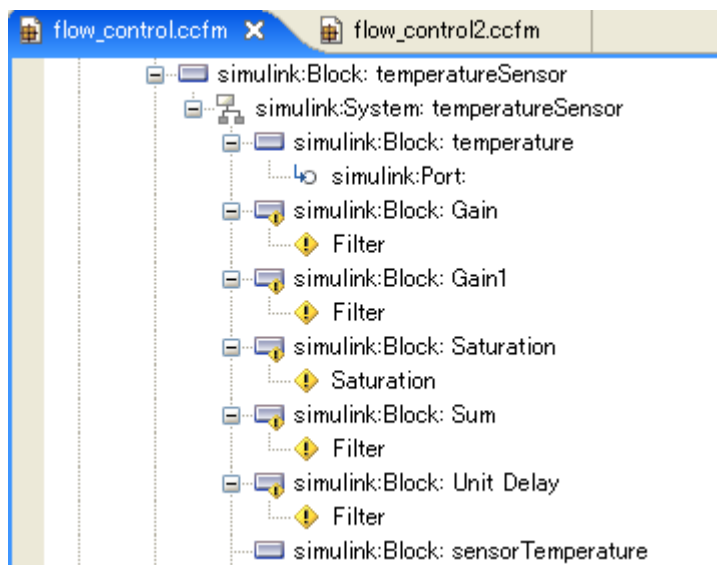 flow_control.ccfm flow_control2.ccfm
simulink:Block: temperatureSensor
simulink:System: temperatureSensor
simulink:Block: temperature
simulink:Port:
simulink:Block: Gain
Filter
simulink:Block: Gain1
Filter
simulink:Block: Saturation
Saturation
simulink:Block: Sum
Filter
simulink:Block: Unit Delay
Filter
simulink:Block: sensorTemperature